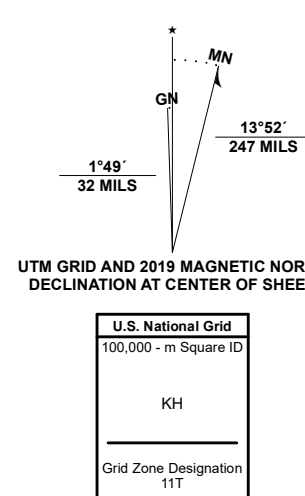 ★
MN
GN
13°52´
247 MILS
1°49´
32 MILS
UTM GRID AND 2019 MAGNETIC NOR
DECLINATION AT CENTER OF SHEE
U.S. National Grid
100,000 - m Square ID
KH
Grid Zone Designation
11T